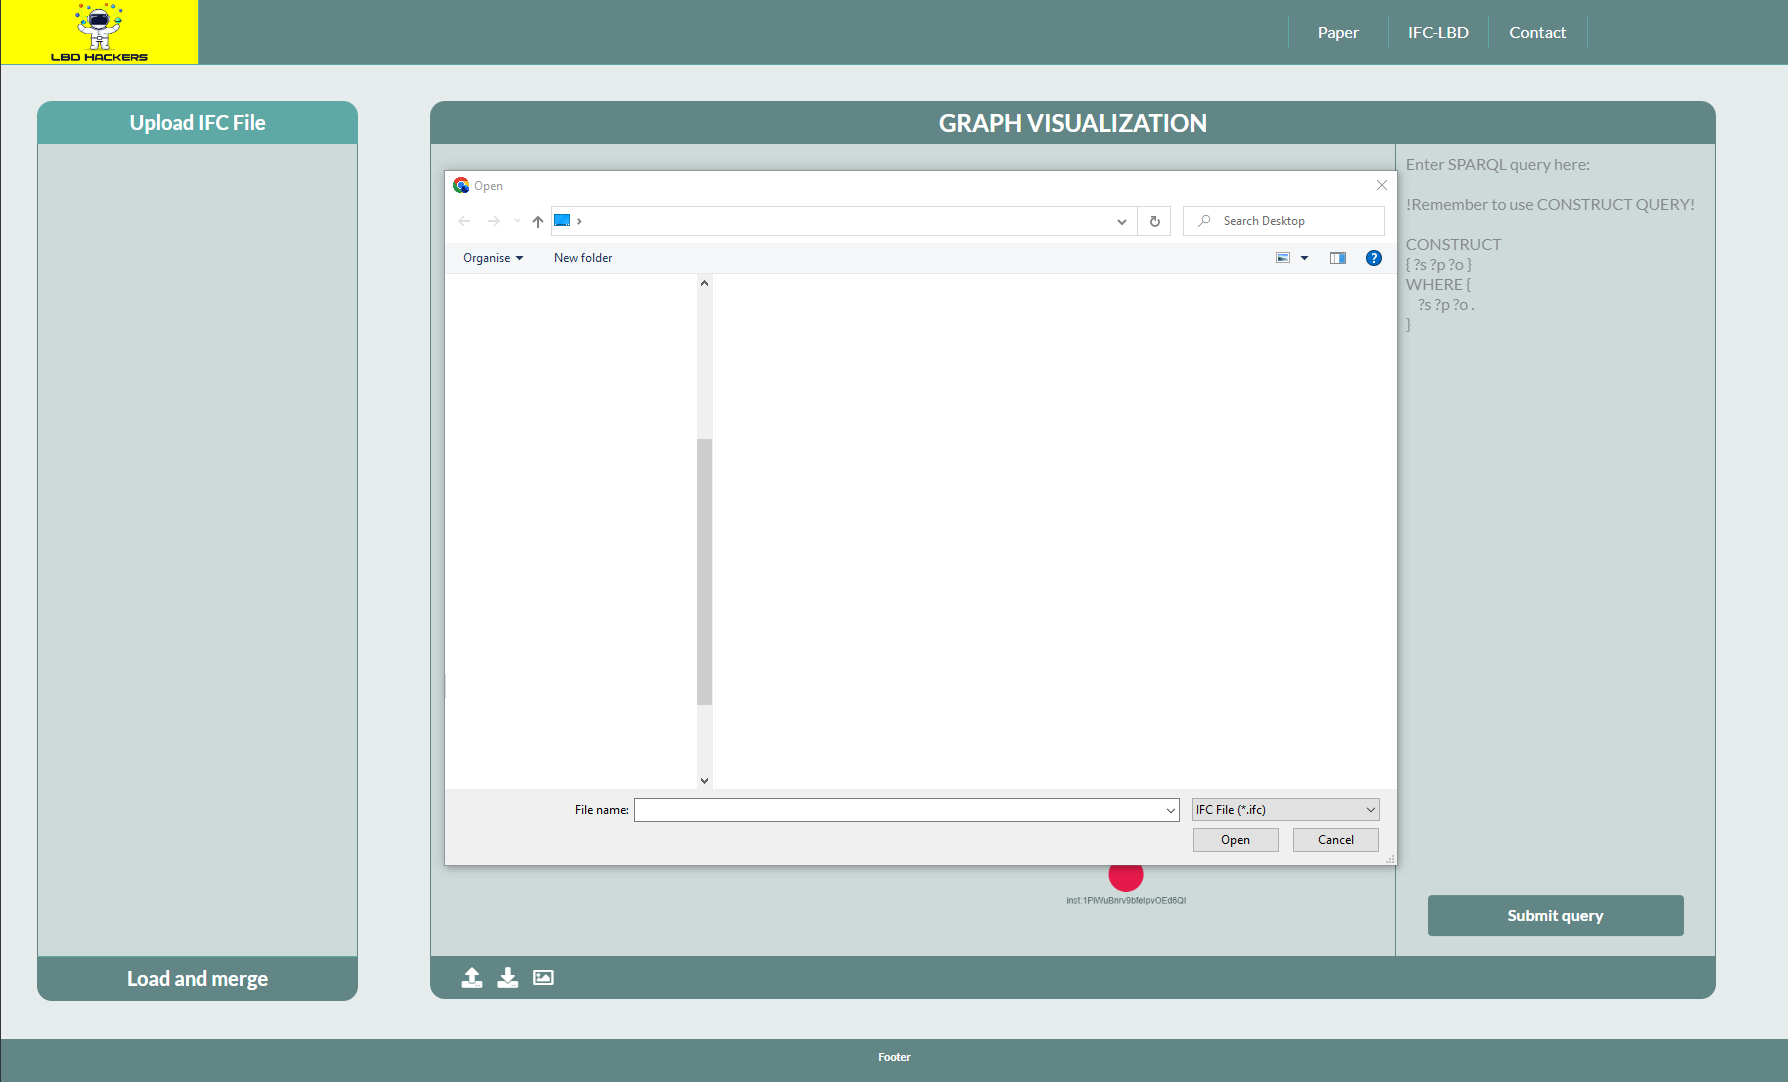 LBD HACKERS
Paper
IFC-LBD
Contact
Upload IFC File
Load and merge
GRAPH VISUALIZATION
Open
Search Desktop
Organise
New folder
File name:
IFC File (*.ifc)
Open
Cancel
Enter SPARQL query here:
!Remember to use CONSTRUCT QUERY!
CONSTRUCT
{ ?s ?p ?o }
WHERE {
?s ?p ?o .
}
Submit query
Footer